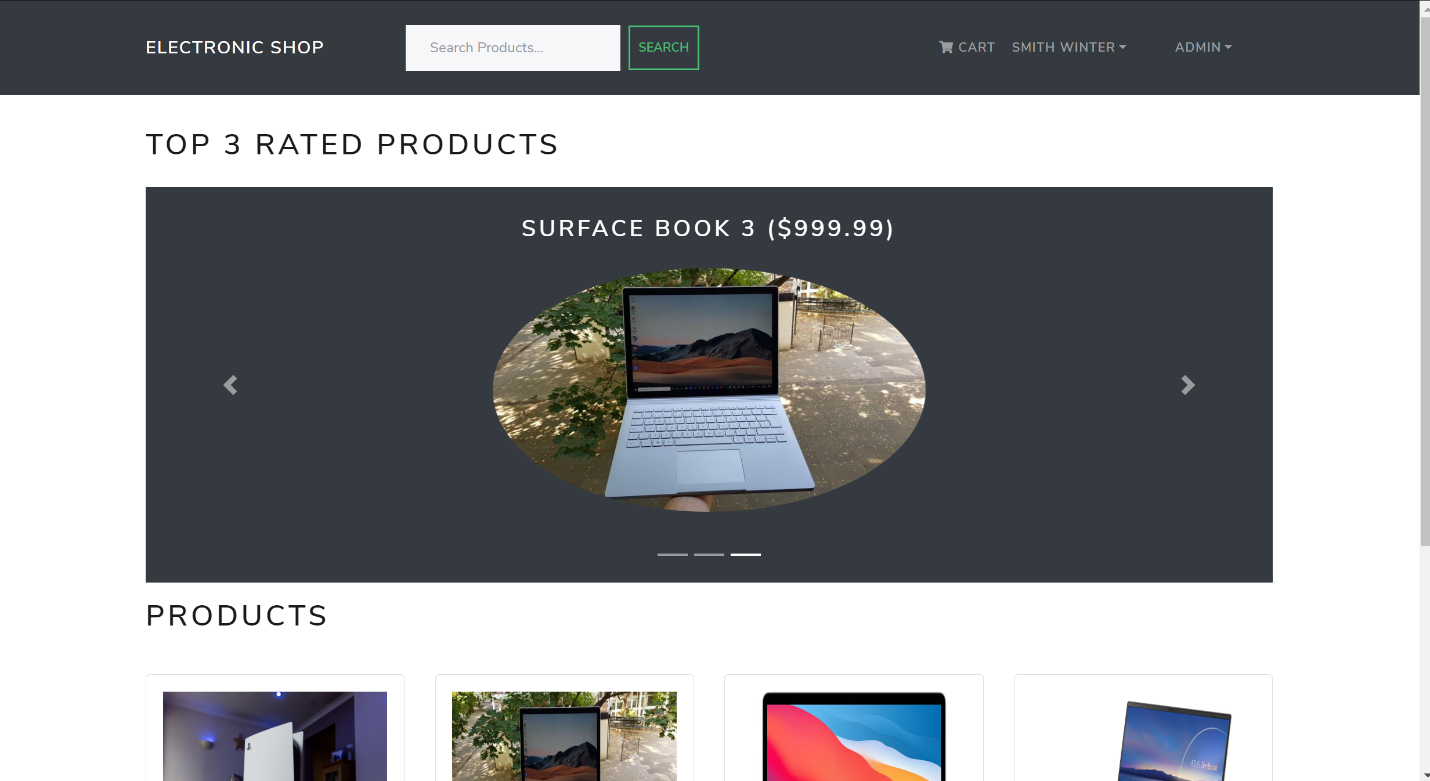 ELECTRONIC SHOP
Search Products...
SEARCH
CART
SMITH WINTER
ADMIN
TOP 3 RATED PRODUCTS
SURFACE BOOK 3 ($999.99)
PRODUCTS